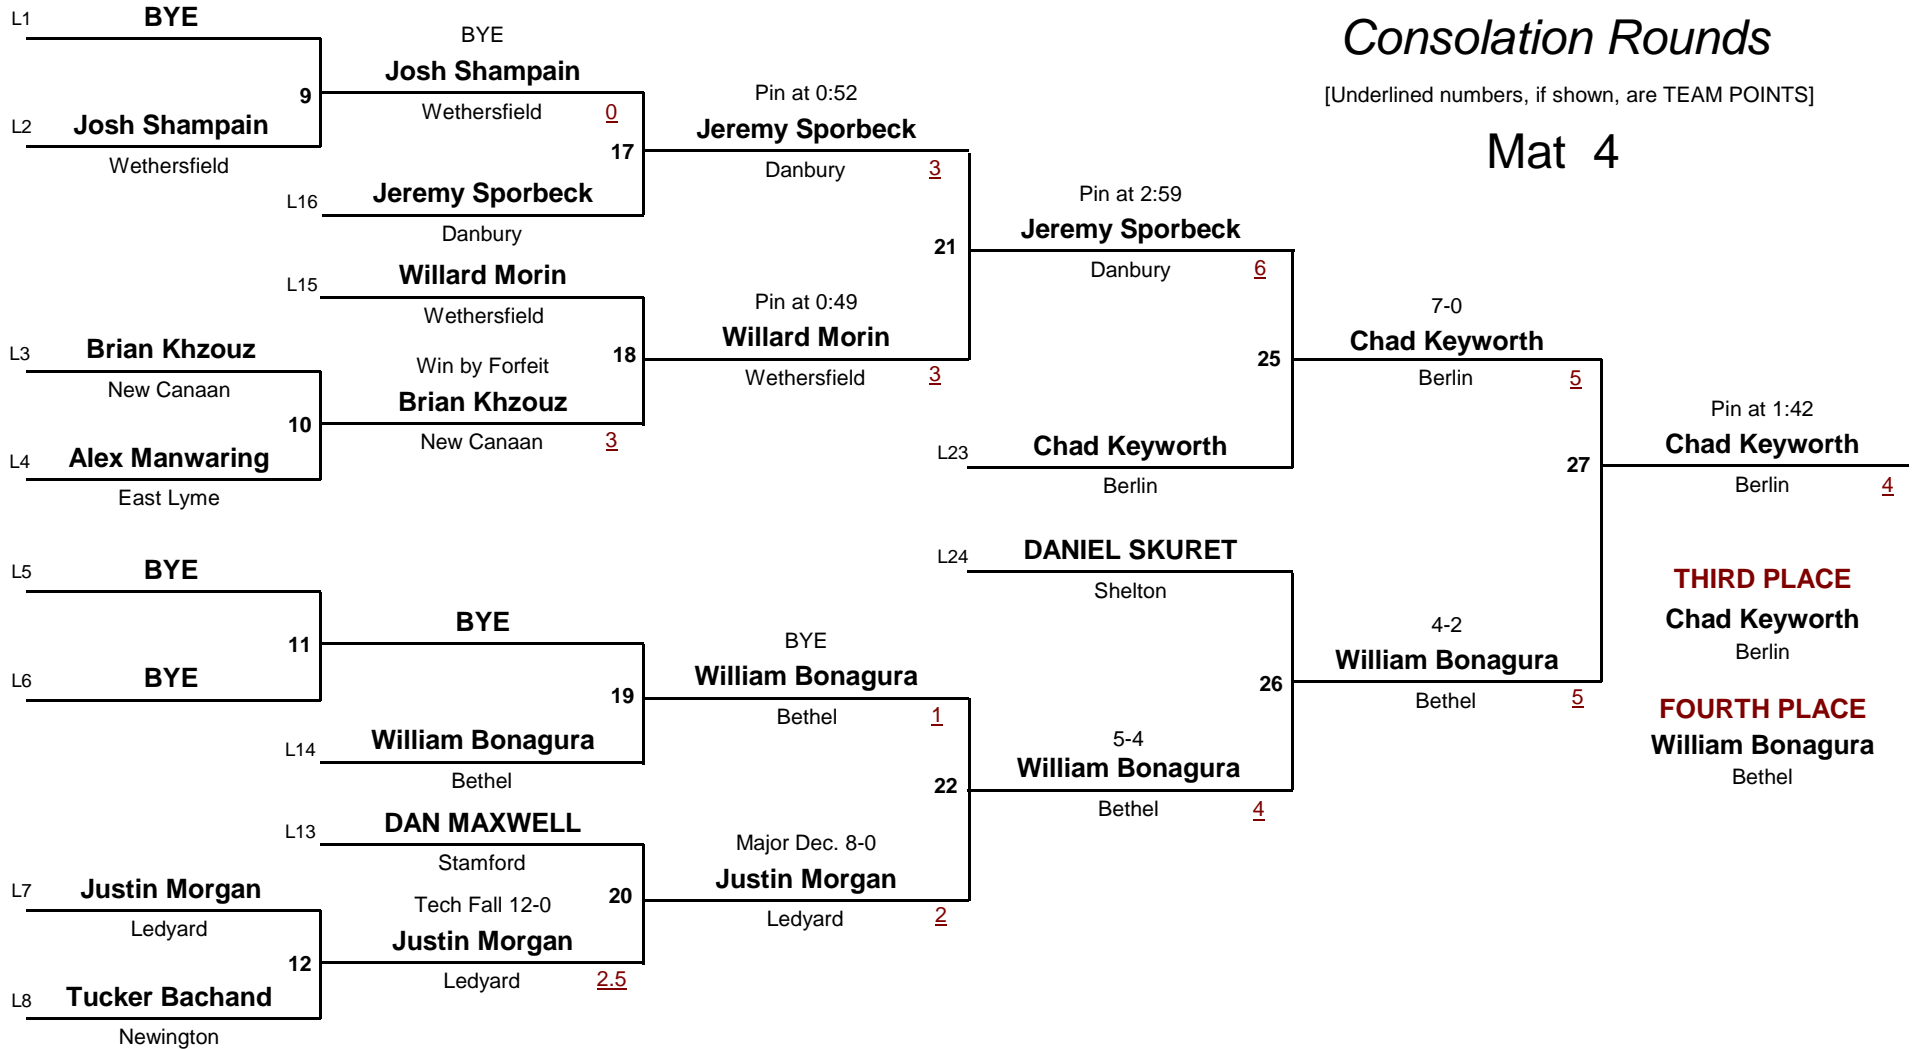 Consolation Rounds
[Underlined numbers, if shown, are TEAM POINTS]
Mat 4
L1
BYE
9
L2
Josh Shampain
Wethersfield
L3
Brian Khzouz
New Canaan
10
L4
Alex Manwaring
East Lyme
L5
BYE
11
L6
BYE
L7
Justin Morgan
Ledyard
12
L8
Tucker Bachand
Newington
BYE
Josh Shampain
Wethersfield
0
17
L16
Jeremy Sporbeck
Danbury
L15
Willard Morin
Wethersfield
18
Win by Forfeit
Brian Khzouz
New Canaan
3
BYE
19
L14
William Bonagura
Bethel
L13
DAN MAXWELL
Stamford
20
Tech Fall 12-0
Justin Morgan
Ledyard
2.5
Pin at 0:52
Jeremy Sporbeck
Danbury
3
21
Pin at 0:49
Willard Morin
Wethersfield
3
BYE
William Bonagura
Bethel
1
22
Major Dec. 8-0
Justin Morgan
Ledyard
2
Pin at 2:59
Jeremy Sporbeck
Danbury
6
25
L23
Chad Keyworth
Berlin
L24
DANIEL SKURET
Shelton
26
5-4
William Bonagura
Bethel
4
7-0
Chad Keyworth
Berlin
5
27
4-2
William Bonagura
Bethel
5
Pin at 1:42
Chad Keyworth
Berlin
4
THIRD PLACE
Chad Keyworth
Berlin
FOURTH PLACE
William Bonagura
Bethel